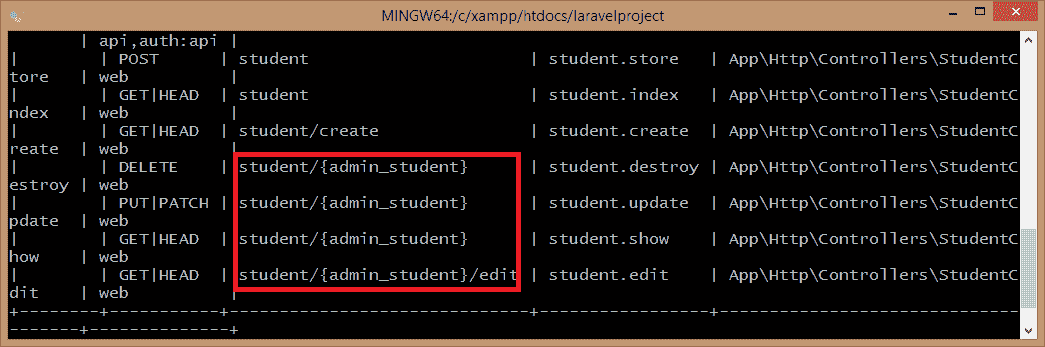 MINGW64:/c/xampp/htdocs/laravelproject
| api,auth:api |
| | POST | student | student.store | App\Http\Controllers\StudentC
tore | web |
| | GET|HEAD | student | student.index | App\Http\Controllers\StudentC
ndex | web |
| | GET|HEAD | student/create | student.create | App\Http\Controllers\StudentC
reate | web |
| | DELETE | student/{admin_student} | student.destroy | App\Http\Controllers\StudentC
estroy | web |
| | PUT|PATCH | student/{admin_student} | student.update | App\Http\Controllers\StudentC
pdate | web |
| | GET|HEAD | student/{admin_student} | student.show | App\Http\Controllers\StudentC
how | web |
| | GET|HEAD | student/{admin_student}/edit | student.edit | App\Http\Controllers\StudentC
dit | web |
+--------+-----------+------------------------------+-----------------+-----------------------------
-------+-------------+